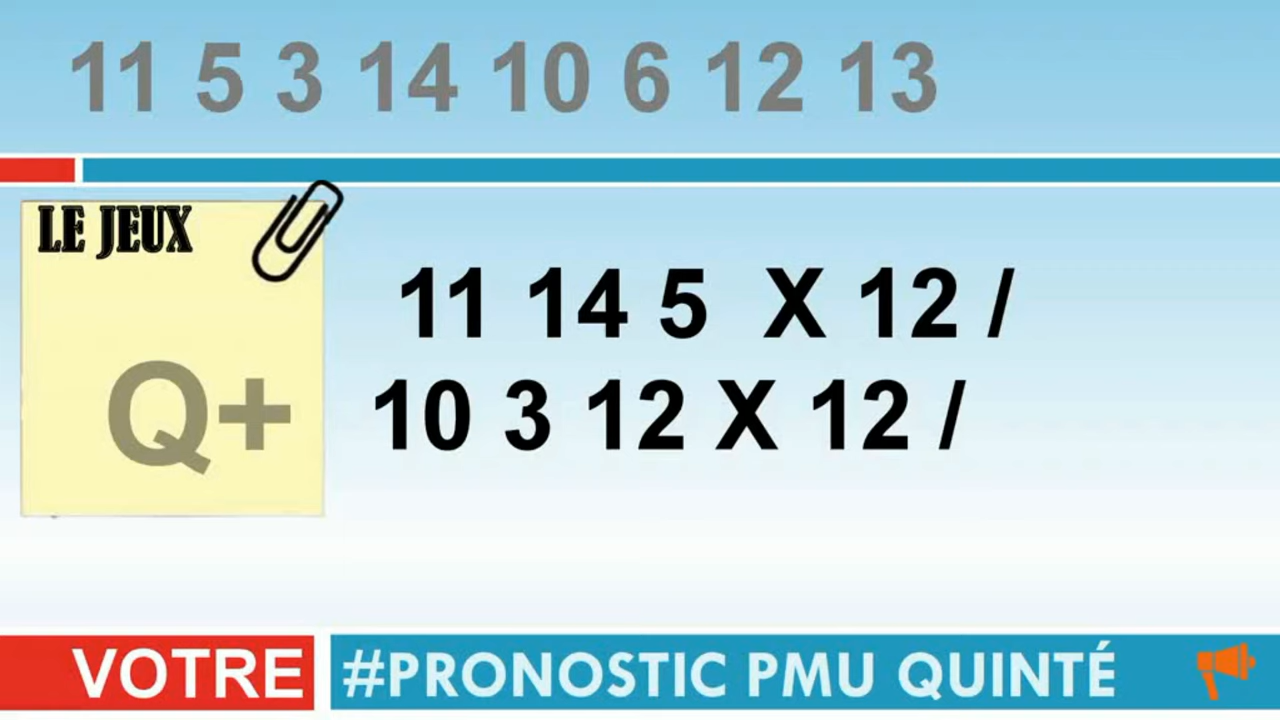 11 5 3 14 10 6 12 13
LE JEUX
Q+
11 14 5 X 12 /
10 3 12 X 12 /
VOTRE #PRONOSTIC PMU QUINTÉ